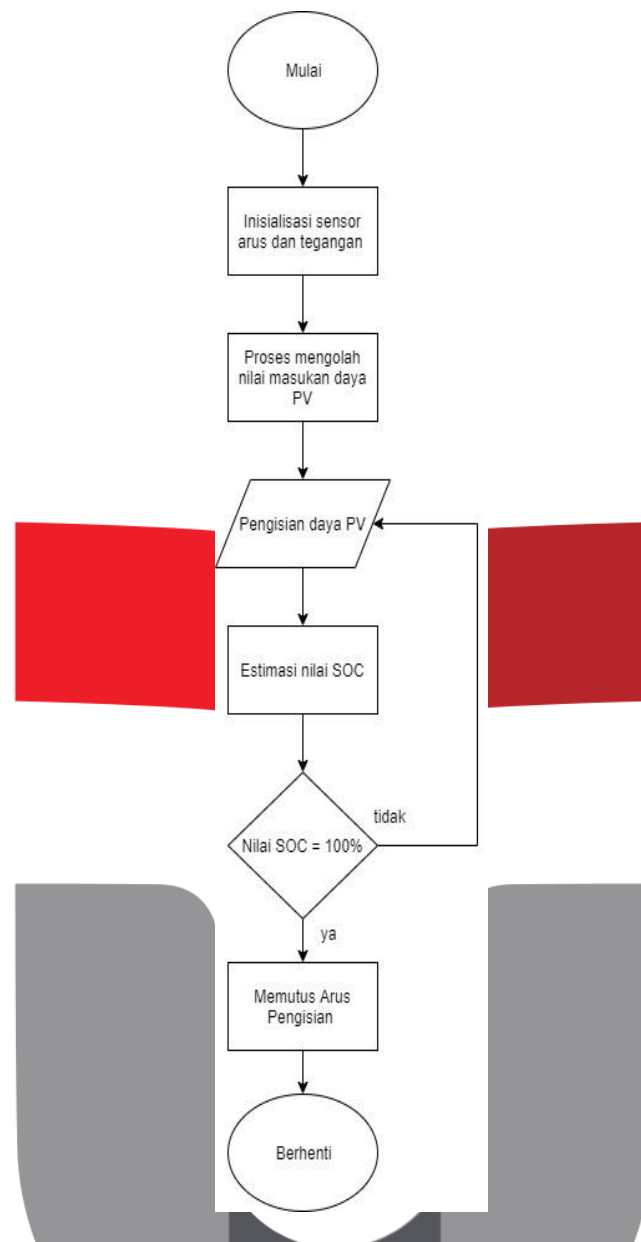 Mulai
Inisialisasi sensor
arus dan tegangan
Proses mengolah
nilai masukan daya
PV
Pengisian daya PV
Estimasi nilai SOC
tidak
Nilai SOC = 100%
ya
Memutus Arus
Pengisian
Berhenti